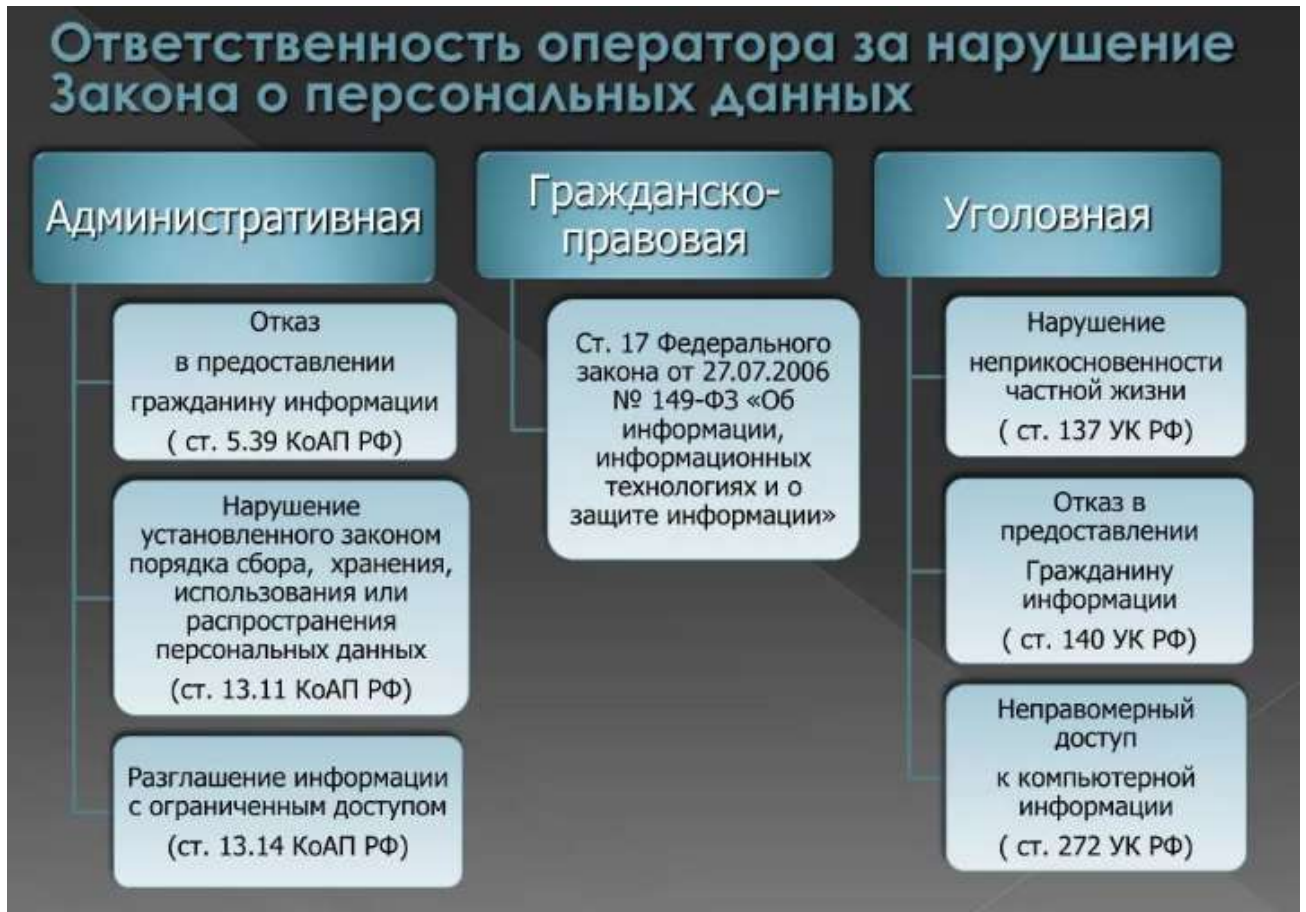 Ответственность оператора за нарушение
Закона о персональных данных
Административная
Отказ
в предоставлении
гражданину информации
( ст. 5.39 КоАП РФ)
Нарушение
установленного законом
порядка сбора, хранения,
использования или
распространения
персональных данных
(ст. 13.11 КоАП РФ)
Разглашение информации
с ограниченным доступом
(ст. 13.14 КоАП РФ)
Гражданско-
правовая
Ст. 17 Федерального
закона от 27.07.2006
№ 149-ФЗ «Об
информации,
информационных
технологиях и о
защите информации»
Уголовная
Нарушение
неприкосновенности
частной жизни
( ст. 137 УК РФ)
Отказ в
предоставлении
Гражданину
информации
( ст. 140 УК РФ)
Неправомерный
доступ
к компьютерной
информации
( ст. 272 УК РФ)